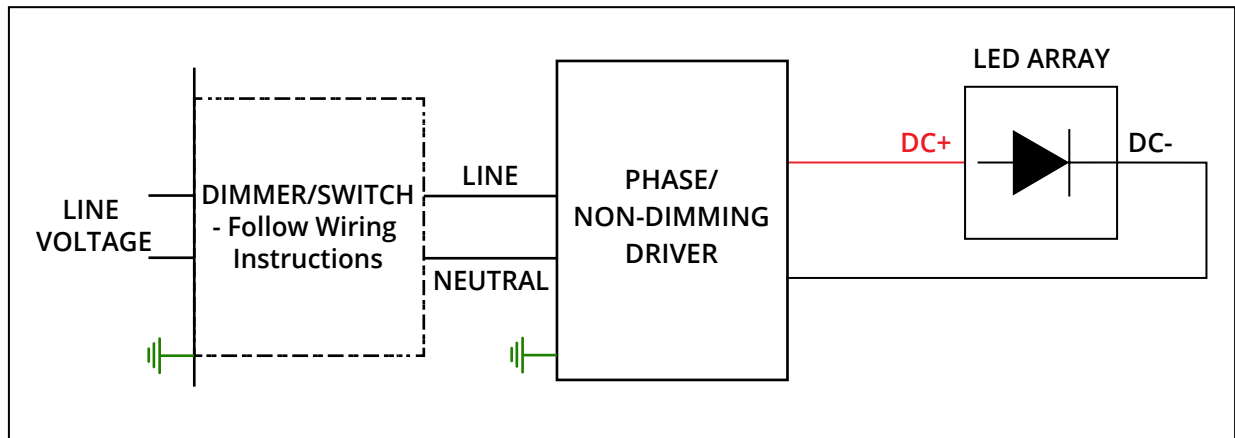 LINE
VOLTAGE
DIMMER/SWITCH
- Follow Wiring
Instructions
LINE
NEUTRAL
PHASE/
NON-DIMMING
DRIVER
LED ARRAY
DC+
DC-